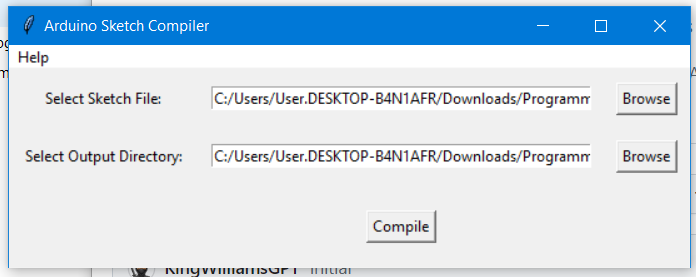 Arduino Sketch Compiler
Help
Select Sketch File: C:/Users/User.DESKTOP-B4N1AFR/Downloads/Programm Browse
Select Output Directory: C:/Users/User.DESKTOP-B4N1AFR/Downloads/Programm Browse
Compile
KingWilliamsGPT Initial